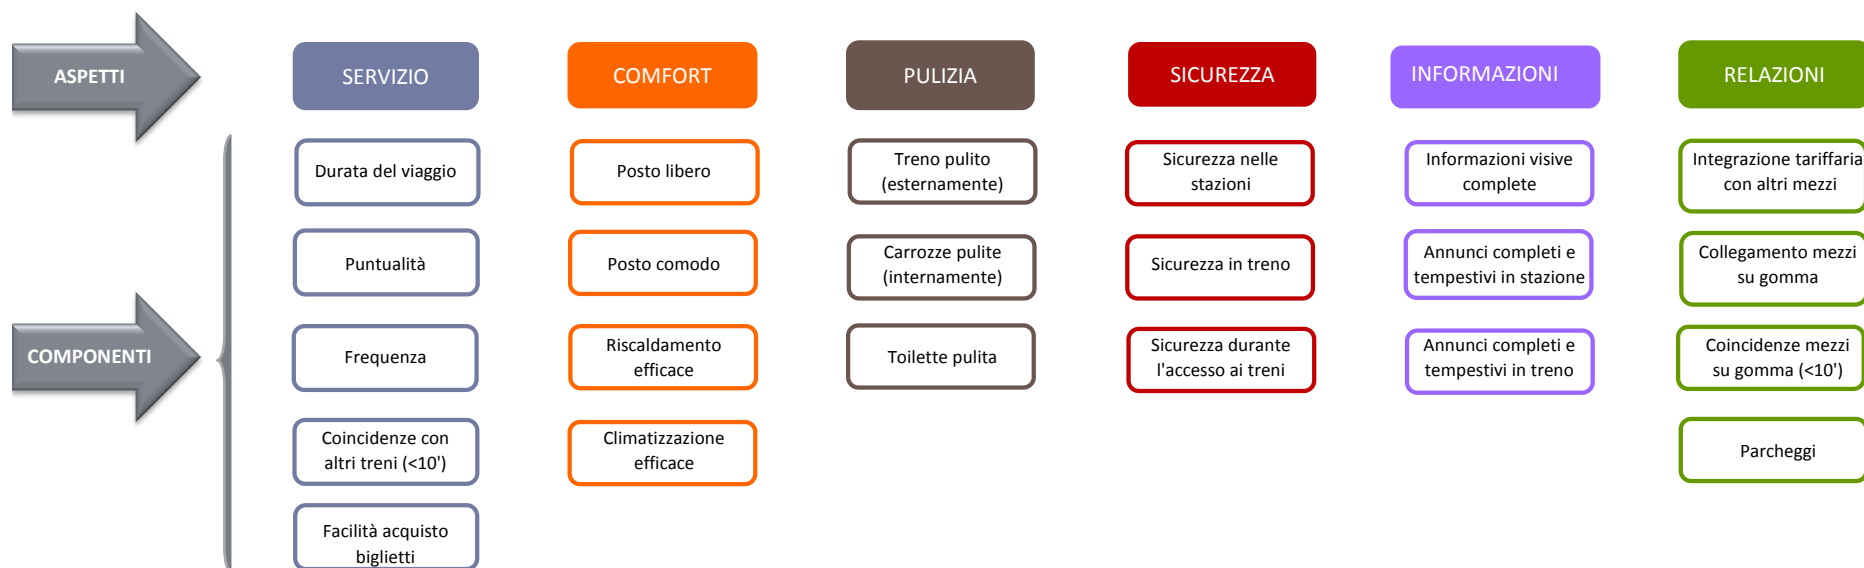 ASPETTI
SERVIZIO
COMFORT
PULIZIA
SICUREZZA
INFORMAZIONI
RELAZIONI
COMPONENTI
Durata del viaggio
Puntualità
Frequenza
Coincidenze con
altri treni (<10')
Facilità acquisto
biglietti
Posto libero
Posto comodo
Riscaldamento
efficace
Climatizzazione
efficace
Treno pulito
(esternamente)
Carrozze pulite
(internamente)
Toilette pulita
Sicurezza nelle
stazioni
Sicurezza in treno
Sicurezza durante
l'accesso ai treni
Informazioni visive
complete
Annunci completi e
tempestivi in stazione
Annunci completi e
tempestivi in treno
Integrazione tariffaria
con altri mezzi
Collegamento mezzi
su gomma
Coincidenze mezzi
su gomma (<10')
Parcheggi